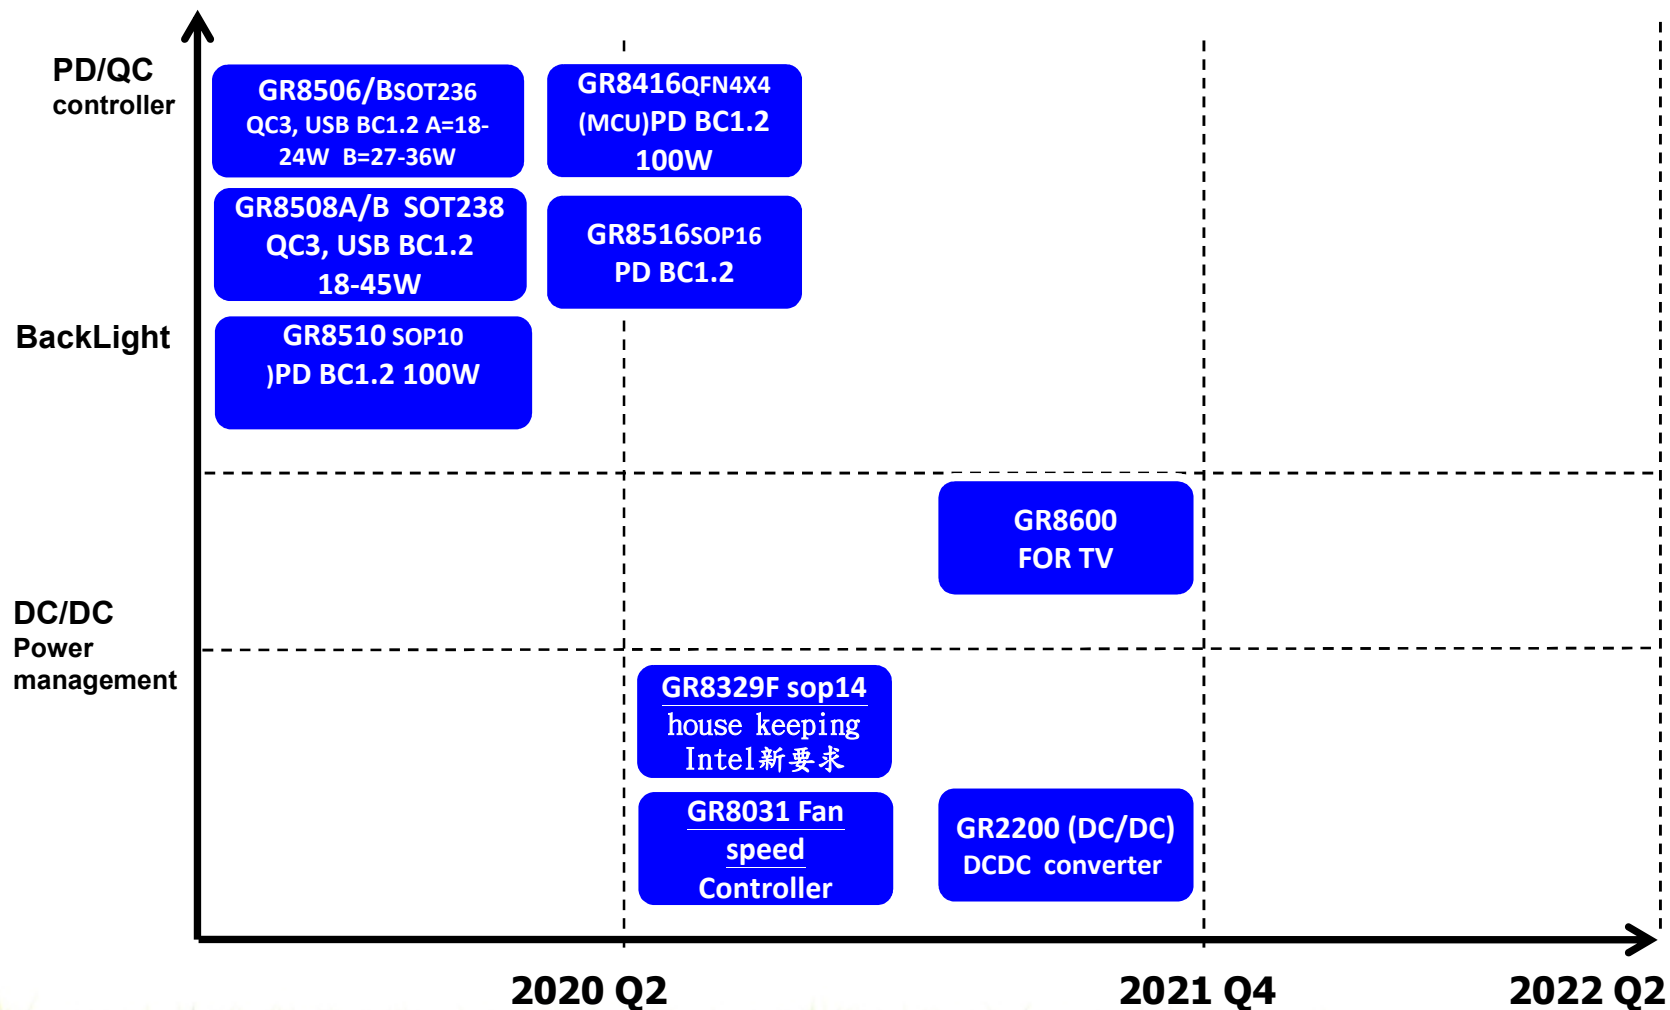 PD/QC
controller
GR8506/BSOT236
QC3, USB BC1.2 A=18-
24W B=27-36W
GR8416QFN4X4
(MCU)PD BC1.2
100W
GR8508A/B SOT238
QC3, USB BC1.2
18-45W
GR8516SOP16
PD BC1.2
BackLight
GR8510 SOP10
)PD BC1.2 100W
GR8600
FOR TV
DC/DC
Power
management
GR8329F sop14
house keeping
Intel新要求
GR8031 Fan
speed
Controller
GR2200 (DC/DC)
DCDC converter
2020 Q2
2021 Q4
2022 Q2